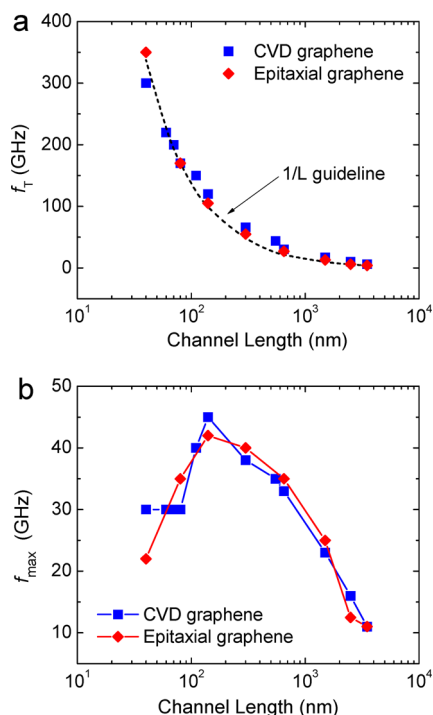 a
400
CVD graphene
Epitaxial graphene
300
200
100
0
1/L guideline
f_T (GHz)
10^1 10^2 10^3 10^4
Channel Length (nm)
b
50
40
30
20
10
f_max (GHz)
CVD graphene
Epitaxial graphene
10^1 10^2 10^3 10^4
Channel Length (nm)